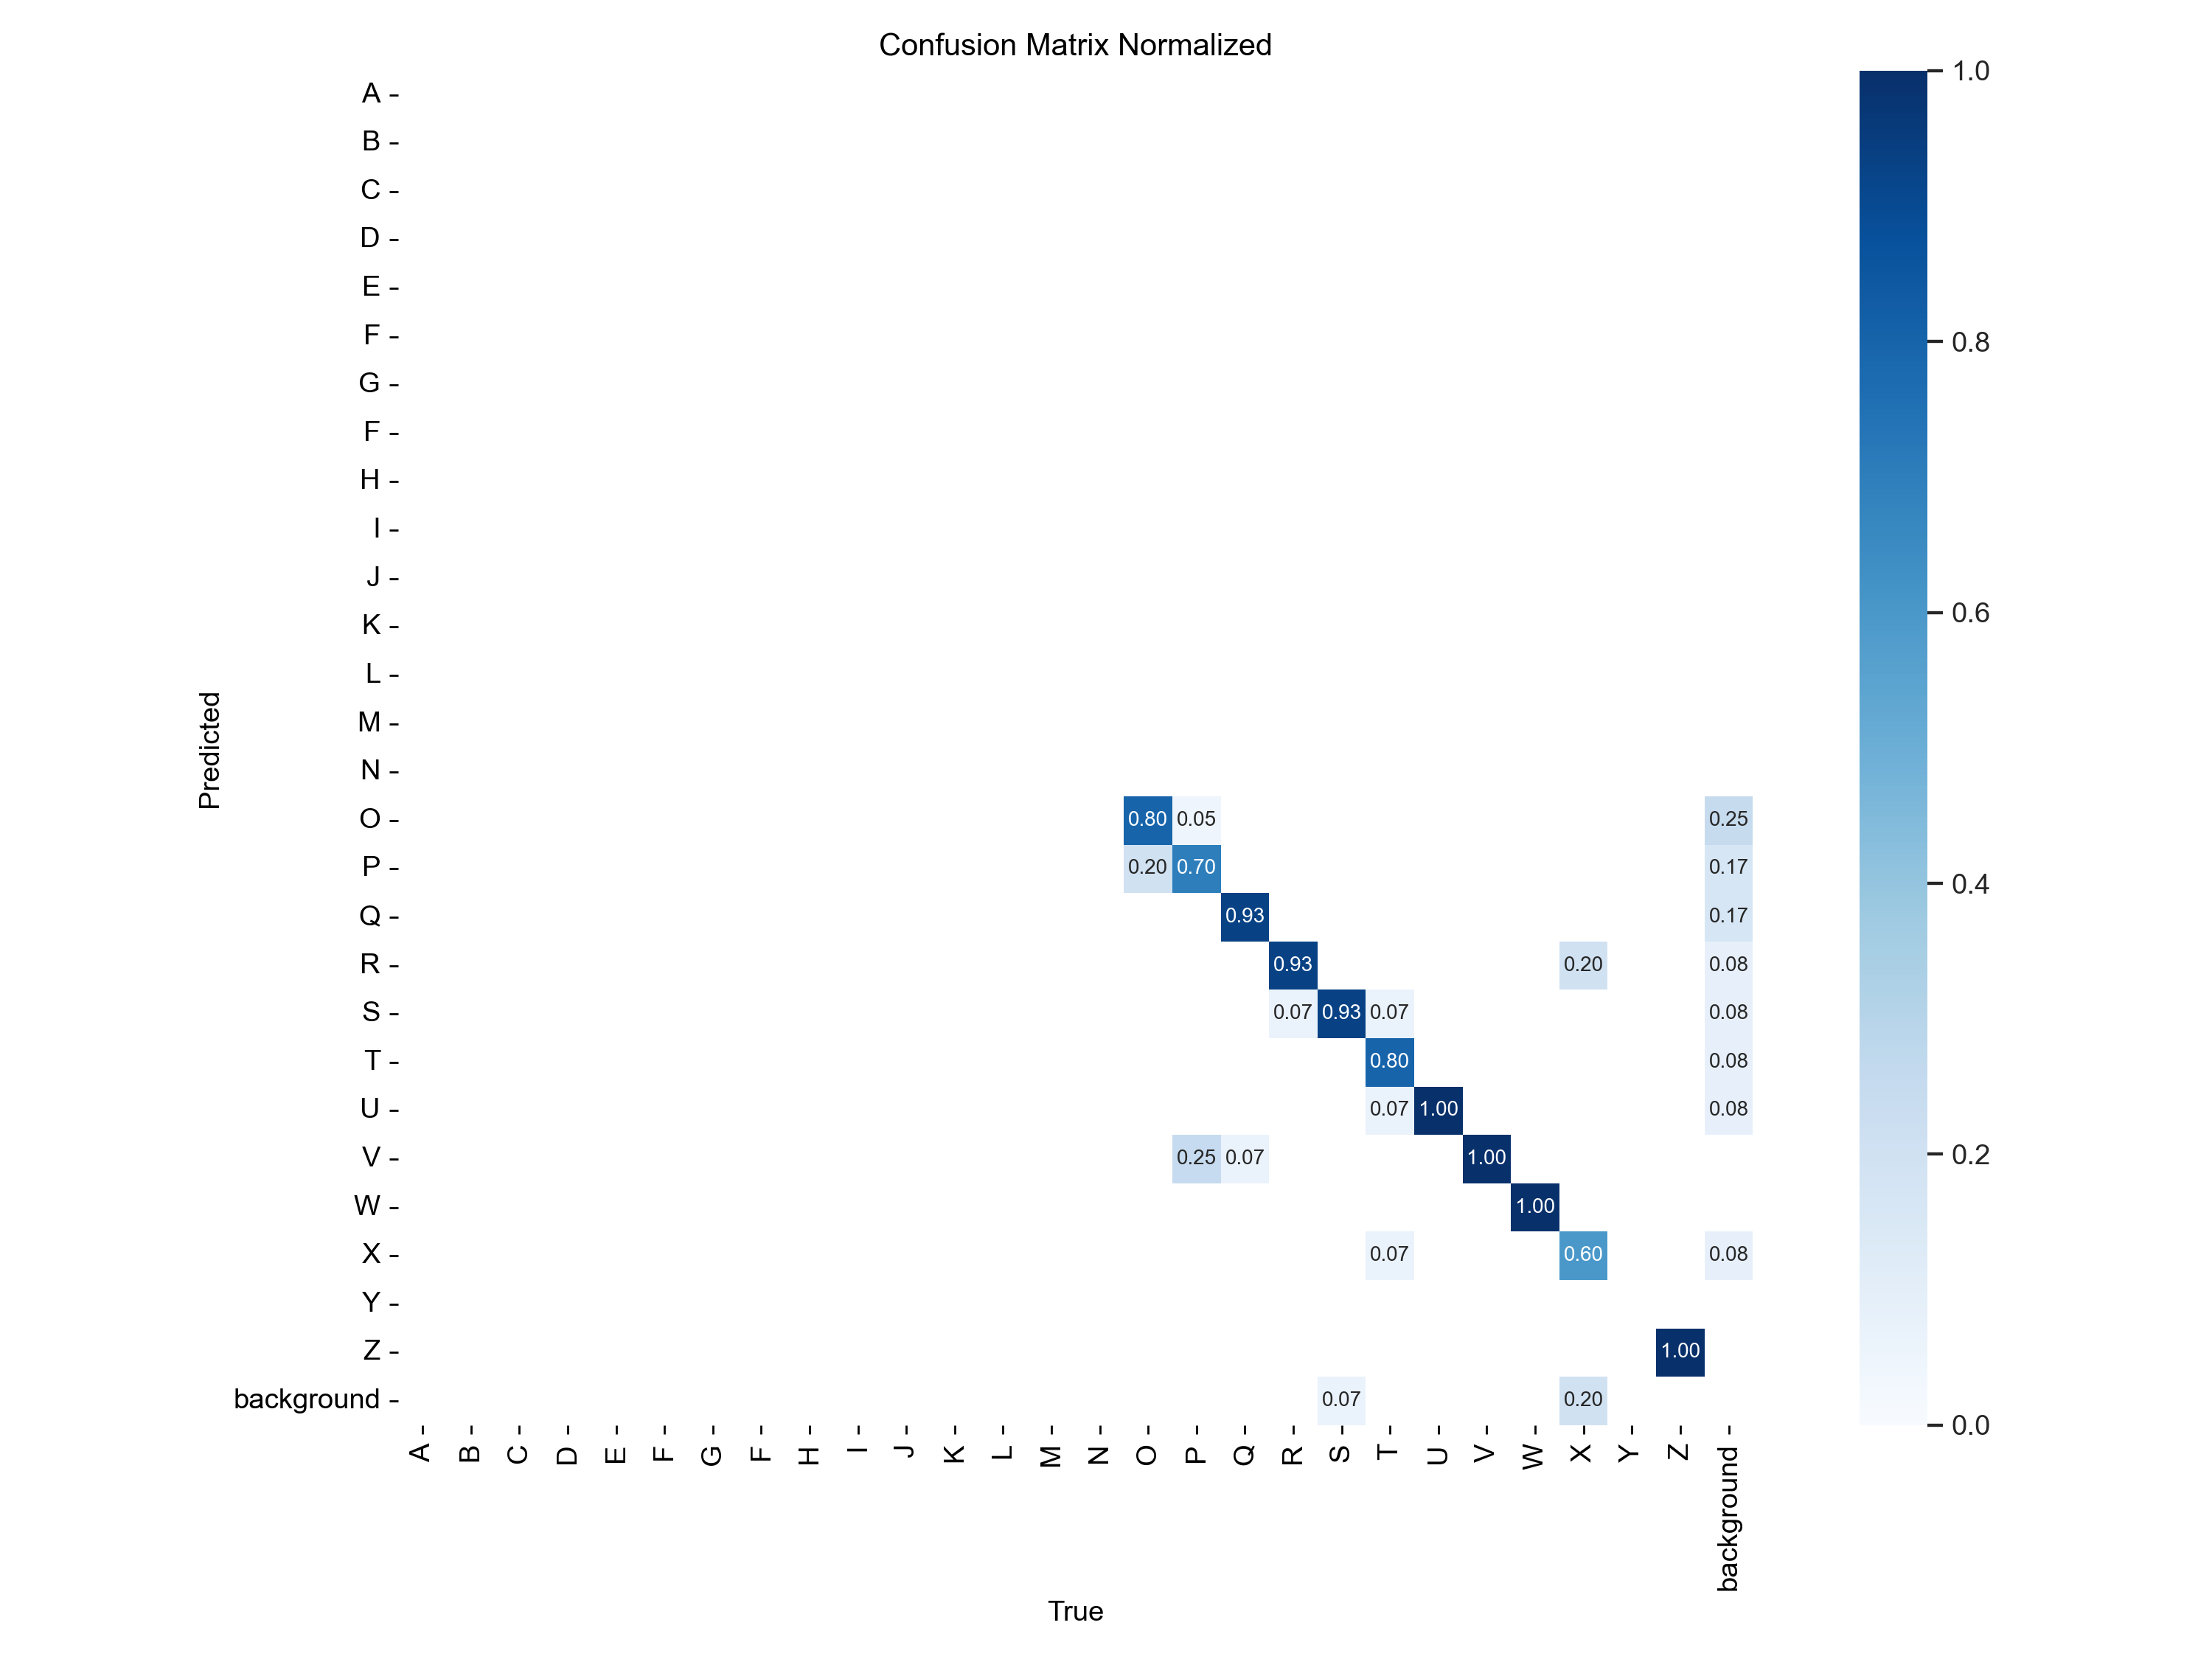 Confusion Matrix Normalized
A
B
C
D
E
F
G
F
H
I
J
K
L
M
N
O 0.80 0.05 0.25
P 0.20 0.70 0.17
Q 0.93 0.17
R 0.93 0.20 0.08
S 0.07 0.93 0.07 0.08
T 0.80 0.08
U 0.07 1.00 0.08
V 0.25 0.07 1.00
W 1.00
X 0.07 0.60 0.08
Y
Z 1.00
background 0.07 0.20
Predicted
A B C D E F G F H I J K L M N O P Q R S T U V W X Y Z background
True
1.0
0.8
0.6
0.4
0.2
0.0